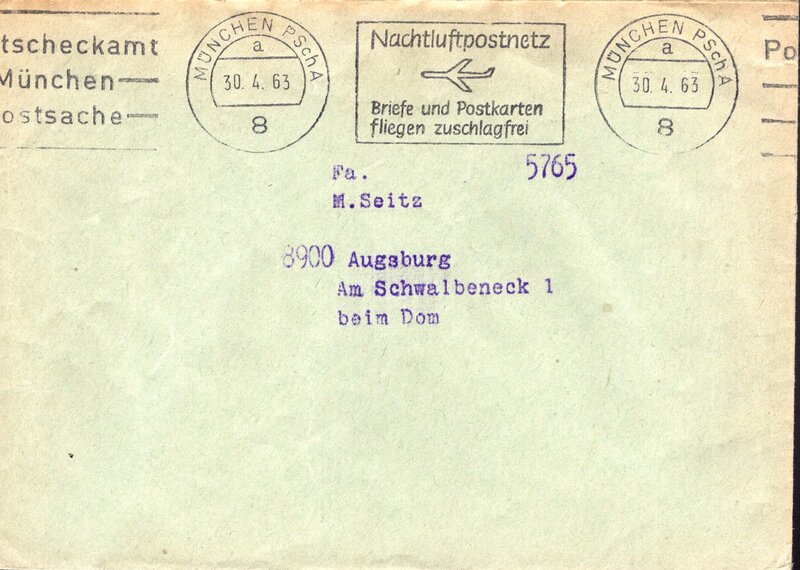 tscheckamt
München
ostsache
MÜNCHEN PSchA
a
30. 4. 63
8
Nachtluftpostnetz
Briefe und Postkarten
fliegen zuschlagfrei
MÜNCHEN PSchA
a
30. 4. 63
8
Po
Fa. 5765
M.Seitz
8900 Augsburg
Am Schwalbeneck 1
beim Dom